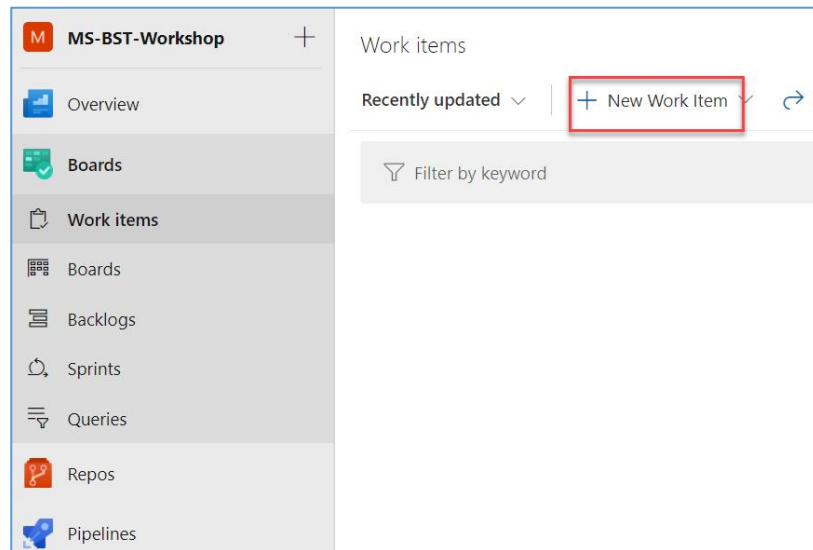 M MS-BST-Workshop
Overview
Boards
Work items
Boards
Backlogs
Sprints
Queries
Repos
Pipelines
Work items
Recently updated
New Work Item
Filter by keyword